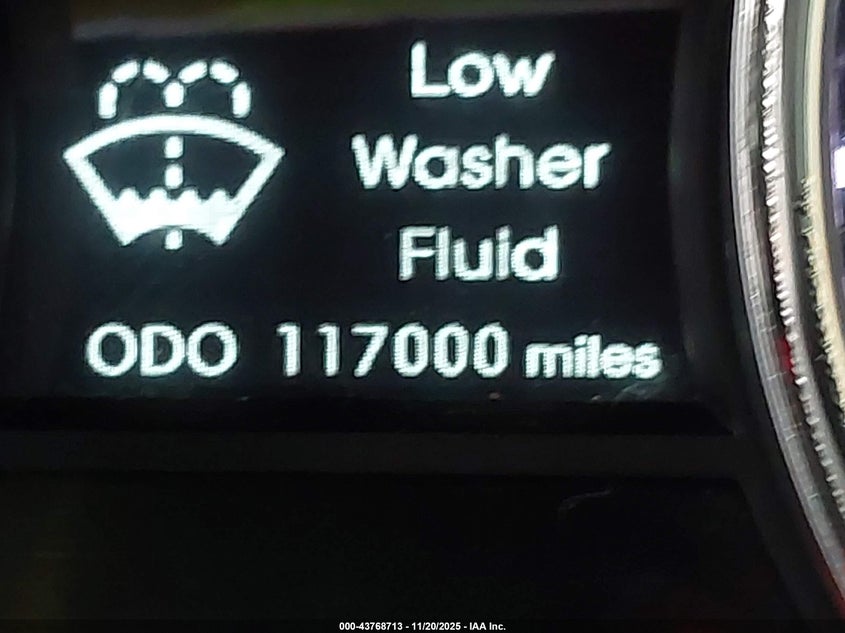 Low
Washer
Fluid
ODO 117000 miles
000-43768713 - 11/20/2025 - IAA Inc.